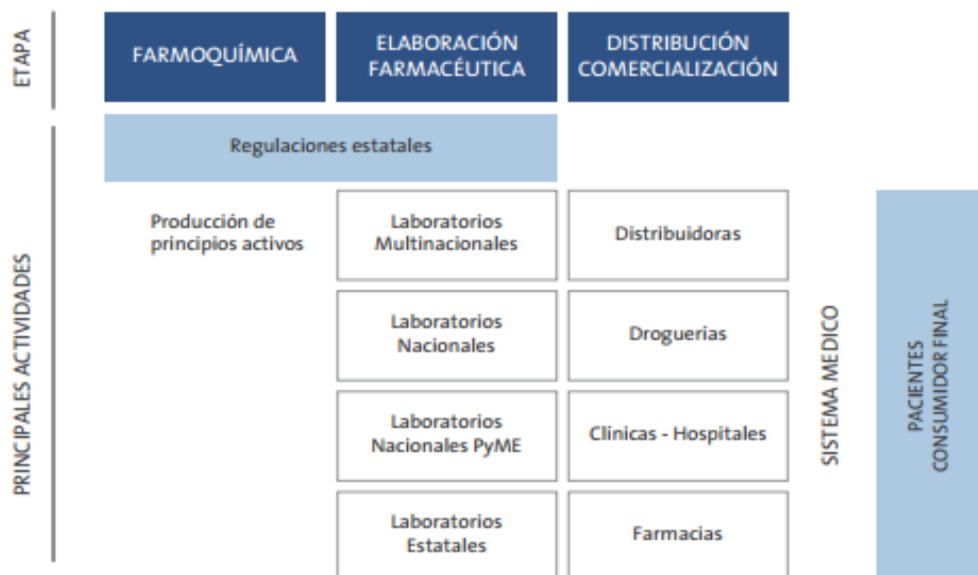 ETAPA
FARMOQUÍMICA
ELABORACIÓN
FARMACÉUTICA
DISTRIBUCIÓN
COMERCIALIZACIÓN
PRINCIPALES ACTIVIDADES
Regulaciones estatales
Producción de
principios activos
Laboratorios
Multinacionales
Distribuidoras
Laboratorios
Nacionales
Droguerías
Laboratorios
Nacionales PyME
Clínicas - Hospitales
Laboratorios
Estatales
Farmacias
SISTEMA MEDICO
PACIENTES
CONSUMIDOR FINAL